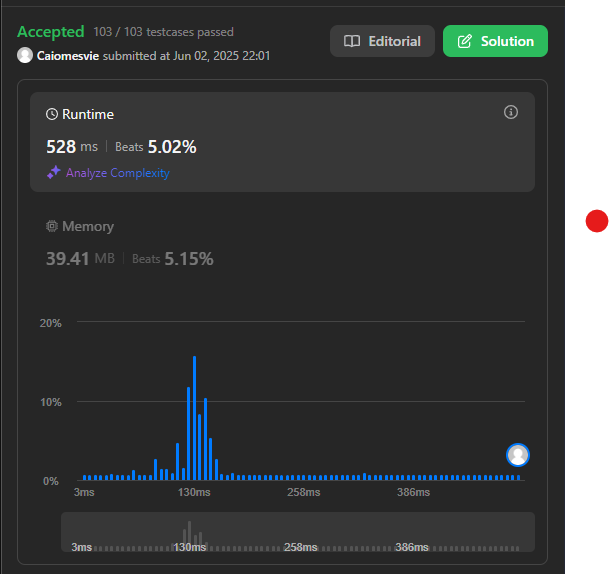 Accepted 103 / 103 testcases passed
Editorial
Solution
Caiomesvie submitted at Jun 02, 2025 22:01
Runtime
528 ms | Beats 5.02%
Analyze Complexity
Memory
39.41 MB | Beats 5.15%
20%
10%
0%
3ms 130ms 258ms 386ms
3ms 130ms 258ms 386ms